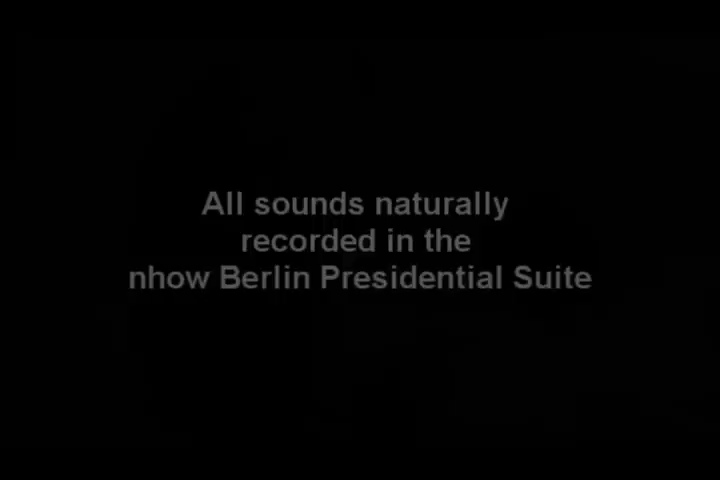 All sounds naturally
recorded in the
nhow Berlin Presidential Suite